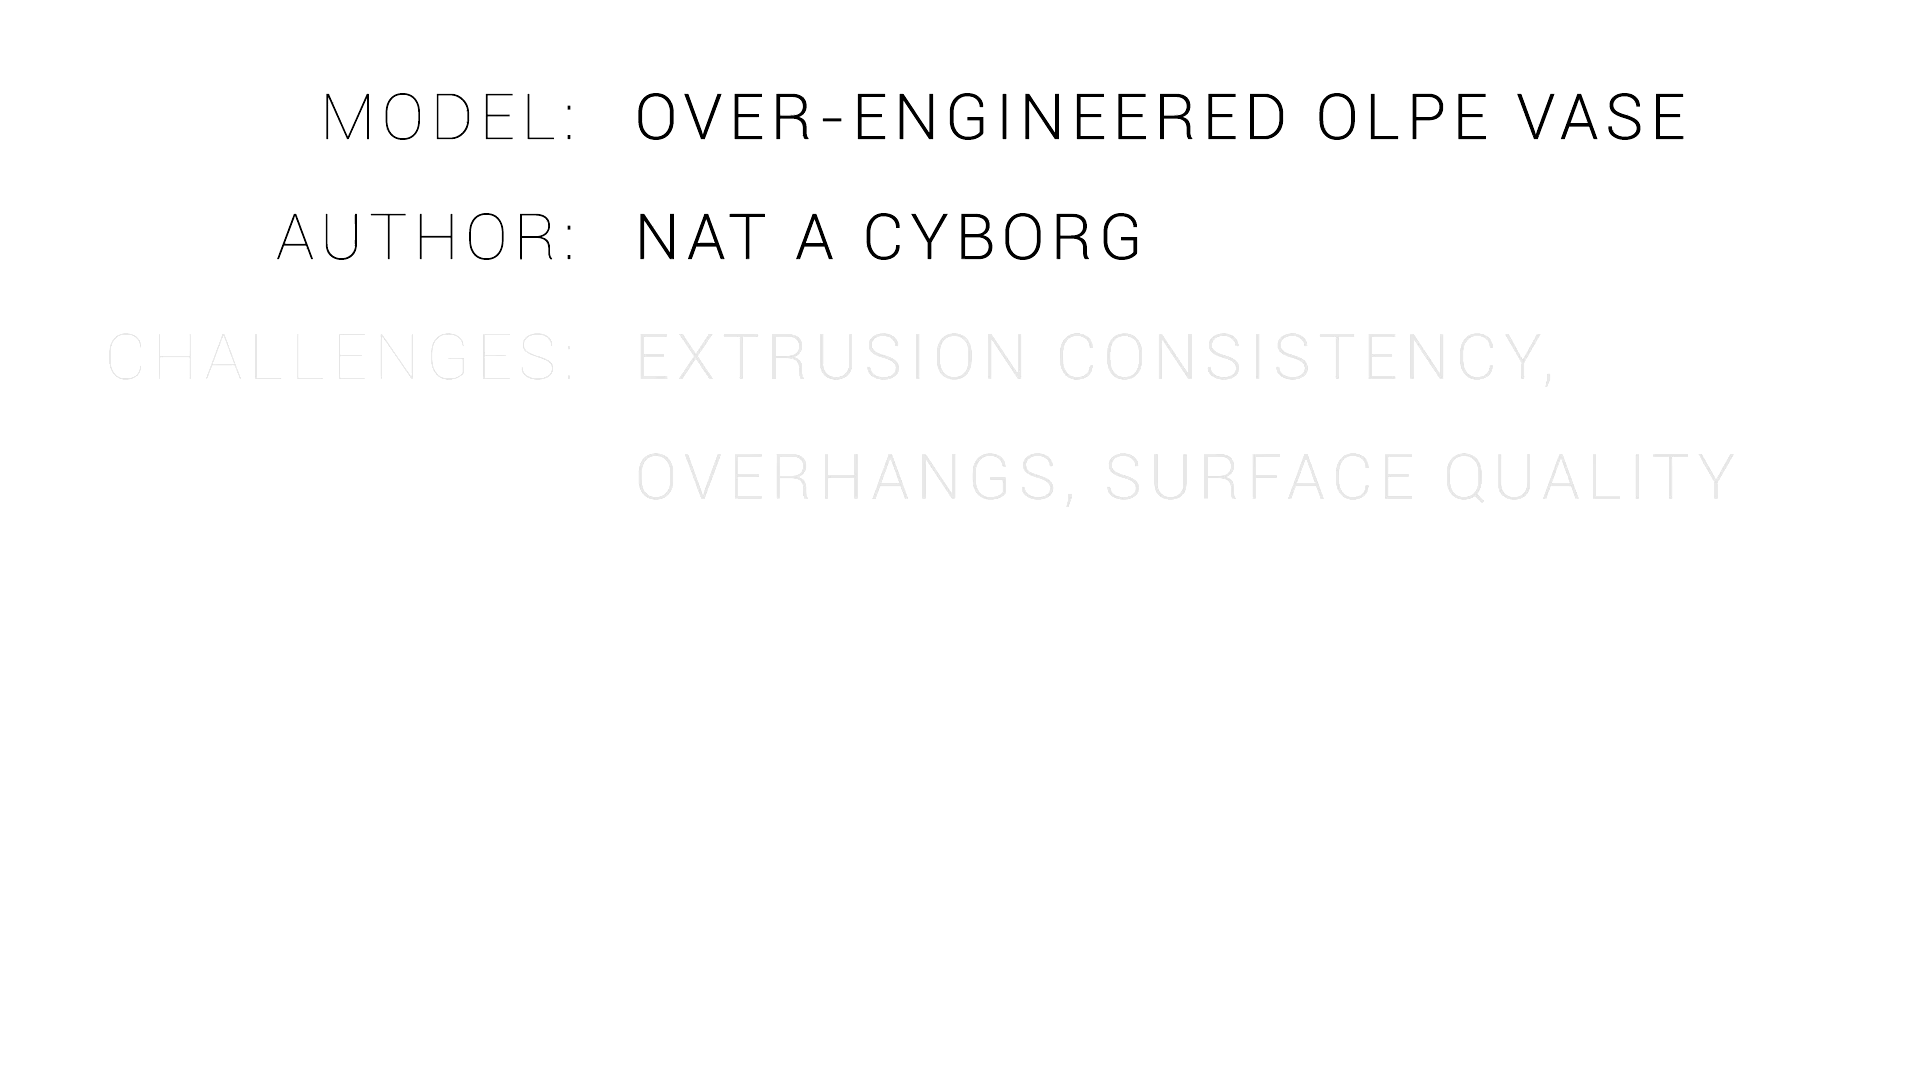 MODEL: OVER-ENGINEERED OLPE VASE
AUTHOR: NAT A CYBORG
CHALLENGES: EXTRUSION CONSISTENCY,
OVERHANGS, SURFACE QUALITY